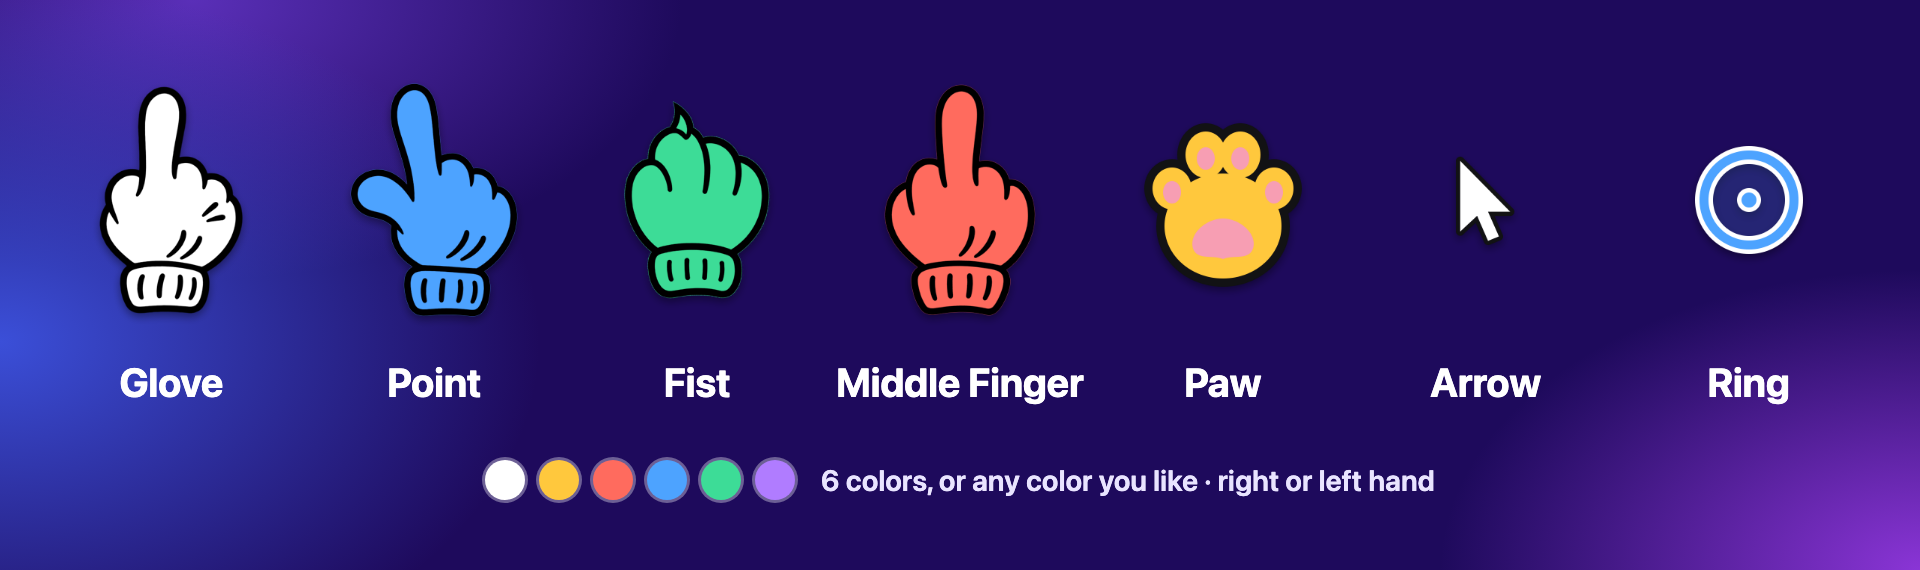 Glove
Point
Fist
Middle Finger
Paw
Arrow
Ring
6 colors, or any color you like · right or left hand